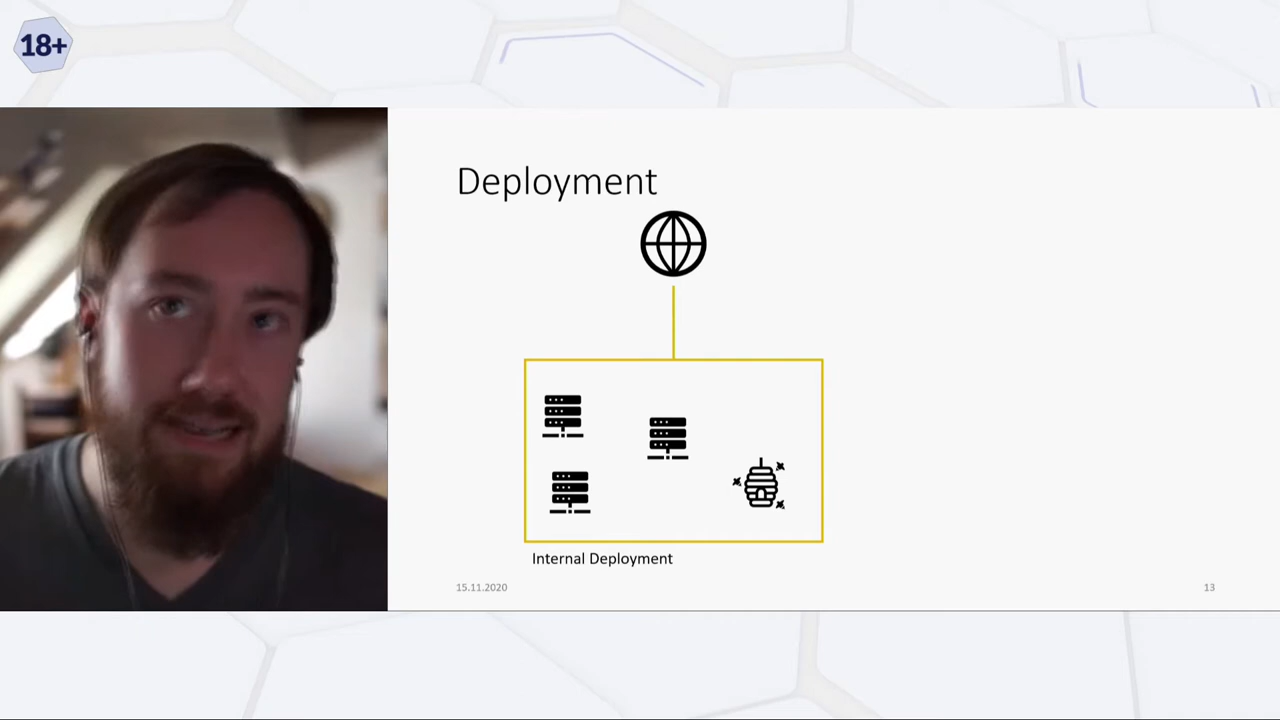 18+
Deployment
Internal Deployment
15.11.2020
13